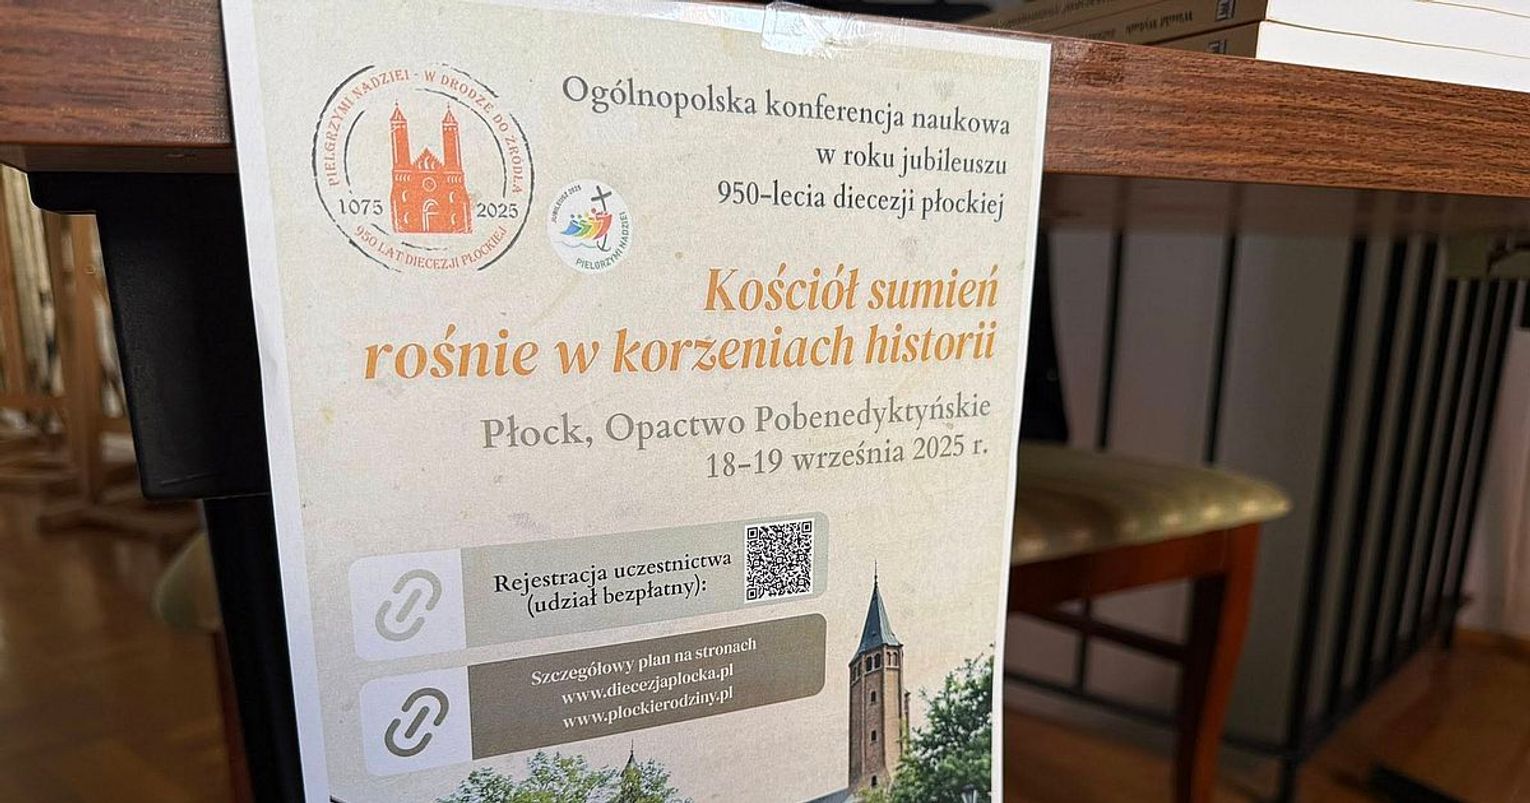 PIELGRZYMI NADZIEI - W DRODZE DO ŹRÓDŁA
1075 2025
950 LAT DIECEZJI PŁOCKIEJ
JUBILEUSZ 2025
PIELGRZYMI NADZIEI
Ogólnopolska konferencja naukowa
w roku jubileuszu
950-lecia diecezji płockiej
Kościół sumień
rośnie w korzeniach historii
Płock, Opactwo Pobenedyktyńskie
18-19 września 2025 r.
Rejestracja uczestnictwa
(udział bezpłatny):
Szczegółowy plan na stronach
www.diecezjaplocka.pl
www.plockierodziny.pl